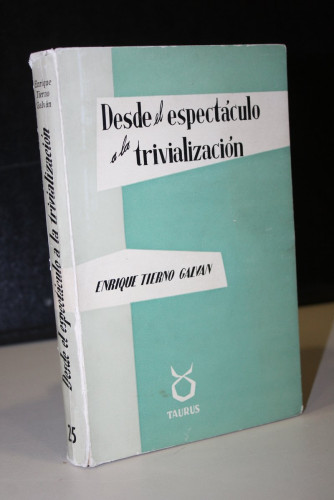 Desde el espectáculo
a la trivialización
ENRIQUE TIERNO GALVAN
TAURUS
Enrique
Tierno
Galván
Desde el espectáculo a la trivialización
25